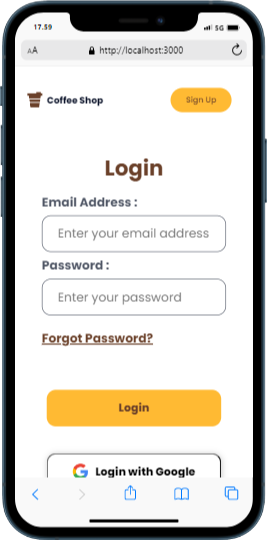 17.59
5G
AA
http://localhost:3000
Coffee Shop
Sign Up
Login
Email Address :
Enter your email address
Password :
Enter your password
Forgot Password?
Login
Login with Google